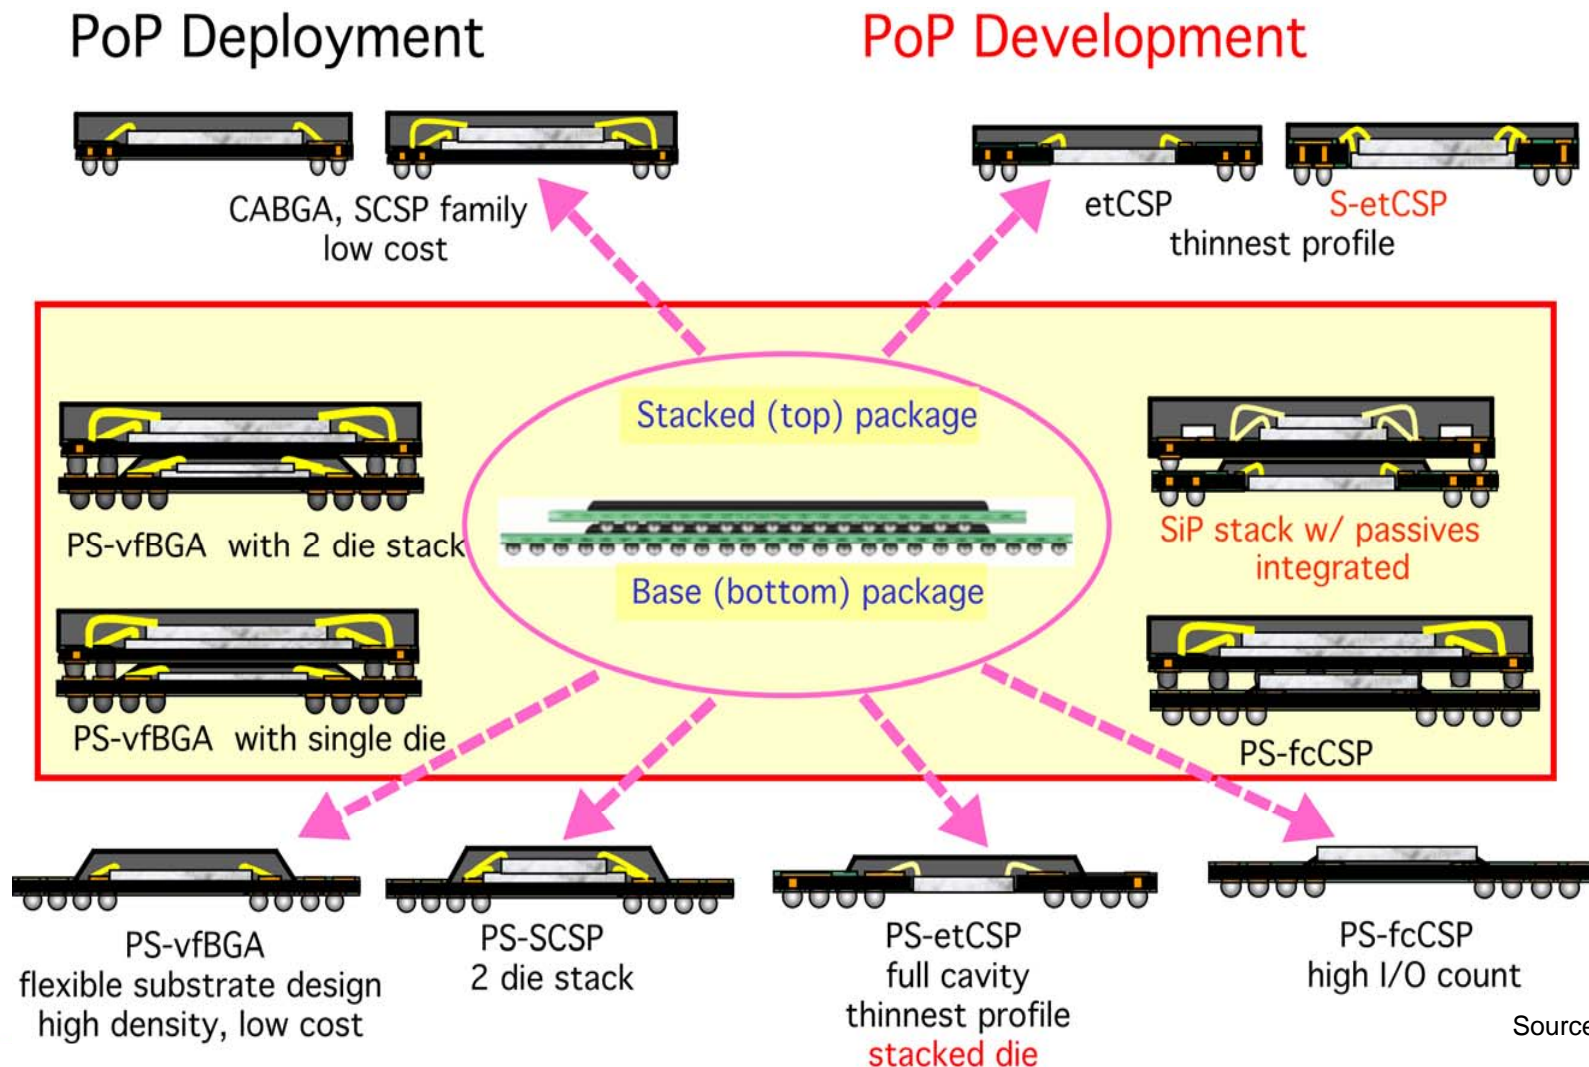 PoP Deployment
PoP Development
CABGA, SCSP family
low cost
etCSP
S-etCSP
thinnest profile
Stacked (top) package
Base (bottom) package
PS-vfBGA with 2 die stack
SiP stack w/ passives
integrated
PS-vfBGA with single die
PS-fcCSP
PS-vfBGA
flexible substrate design
high density, low cost
PS-SCSP
2 die stack
PS-etCSP
full cavity
thinnest profile
stacked die
PS-fcCSP
high I/O count
Source